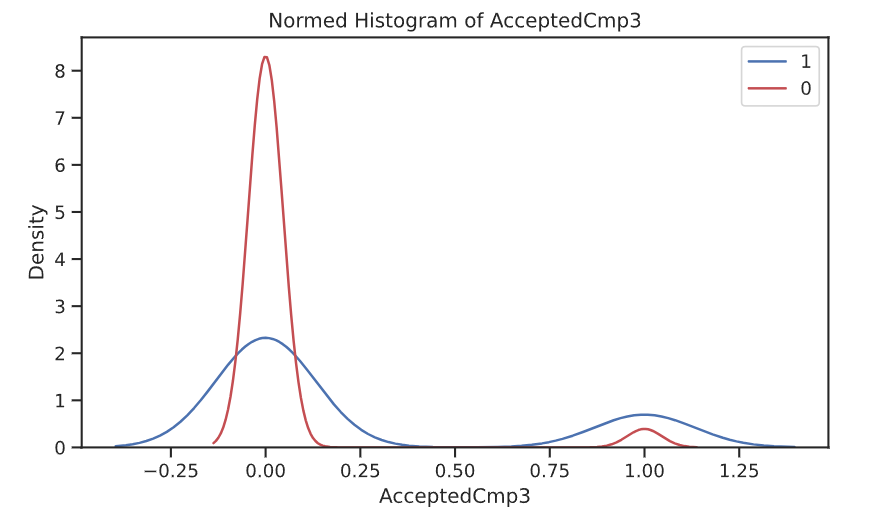 Normed Histogram of AcceptedCmp3
1
0
8
7
6
5
4
3
2
1
0
Density
−0.25 0.00 0.25 0.50 0.75 1.00 1.25
AcceptedCmp3